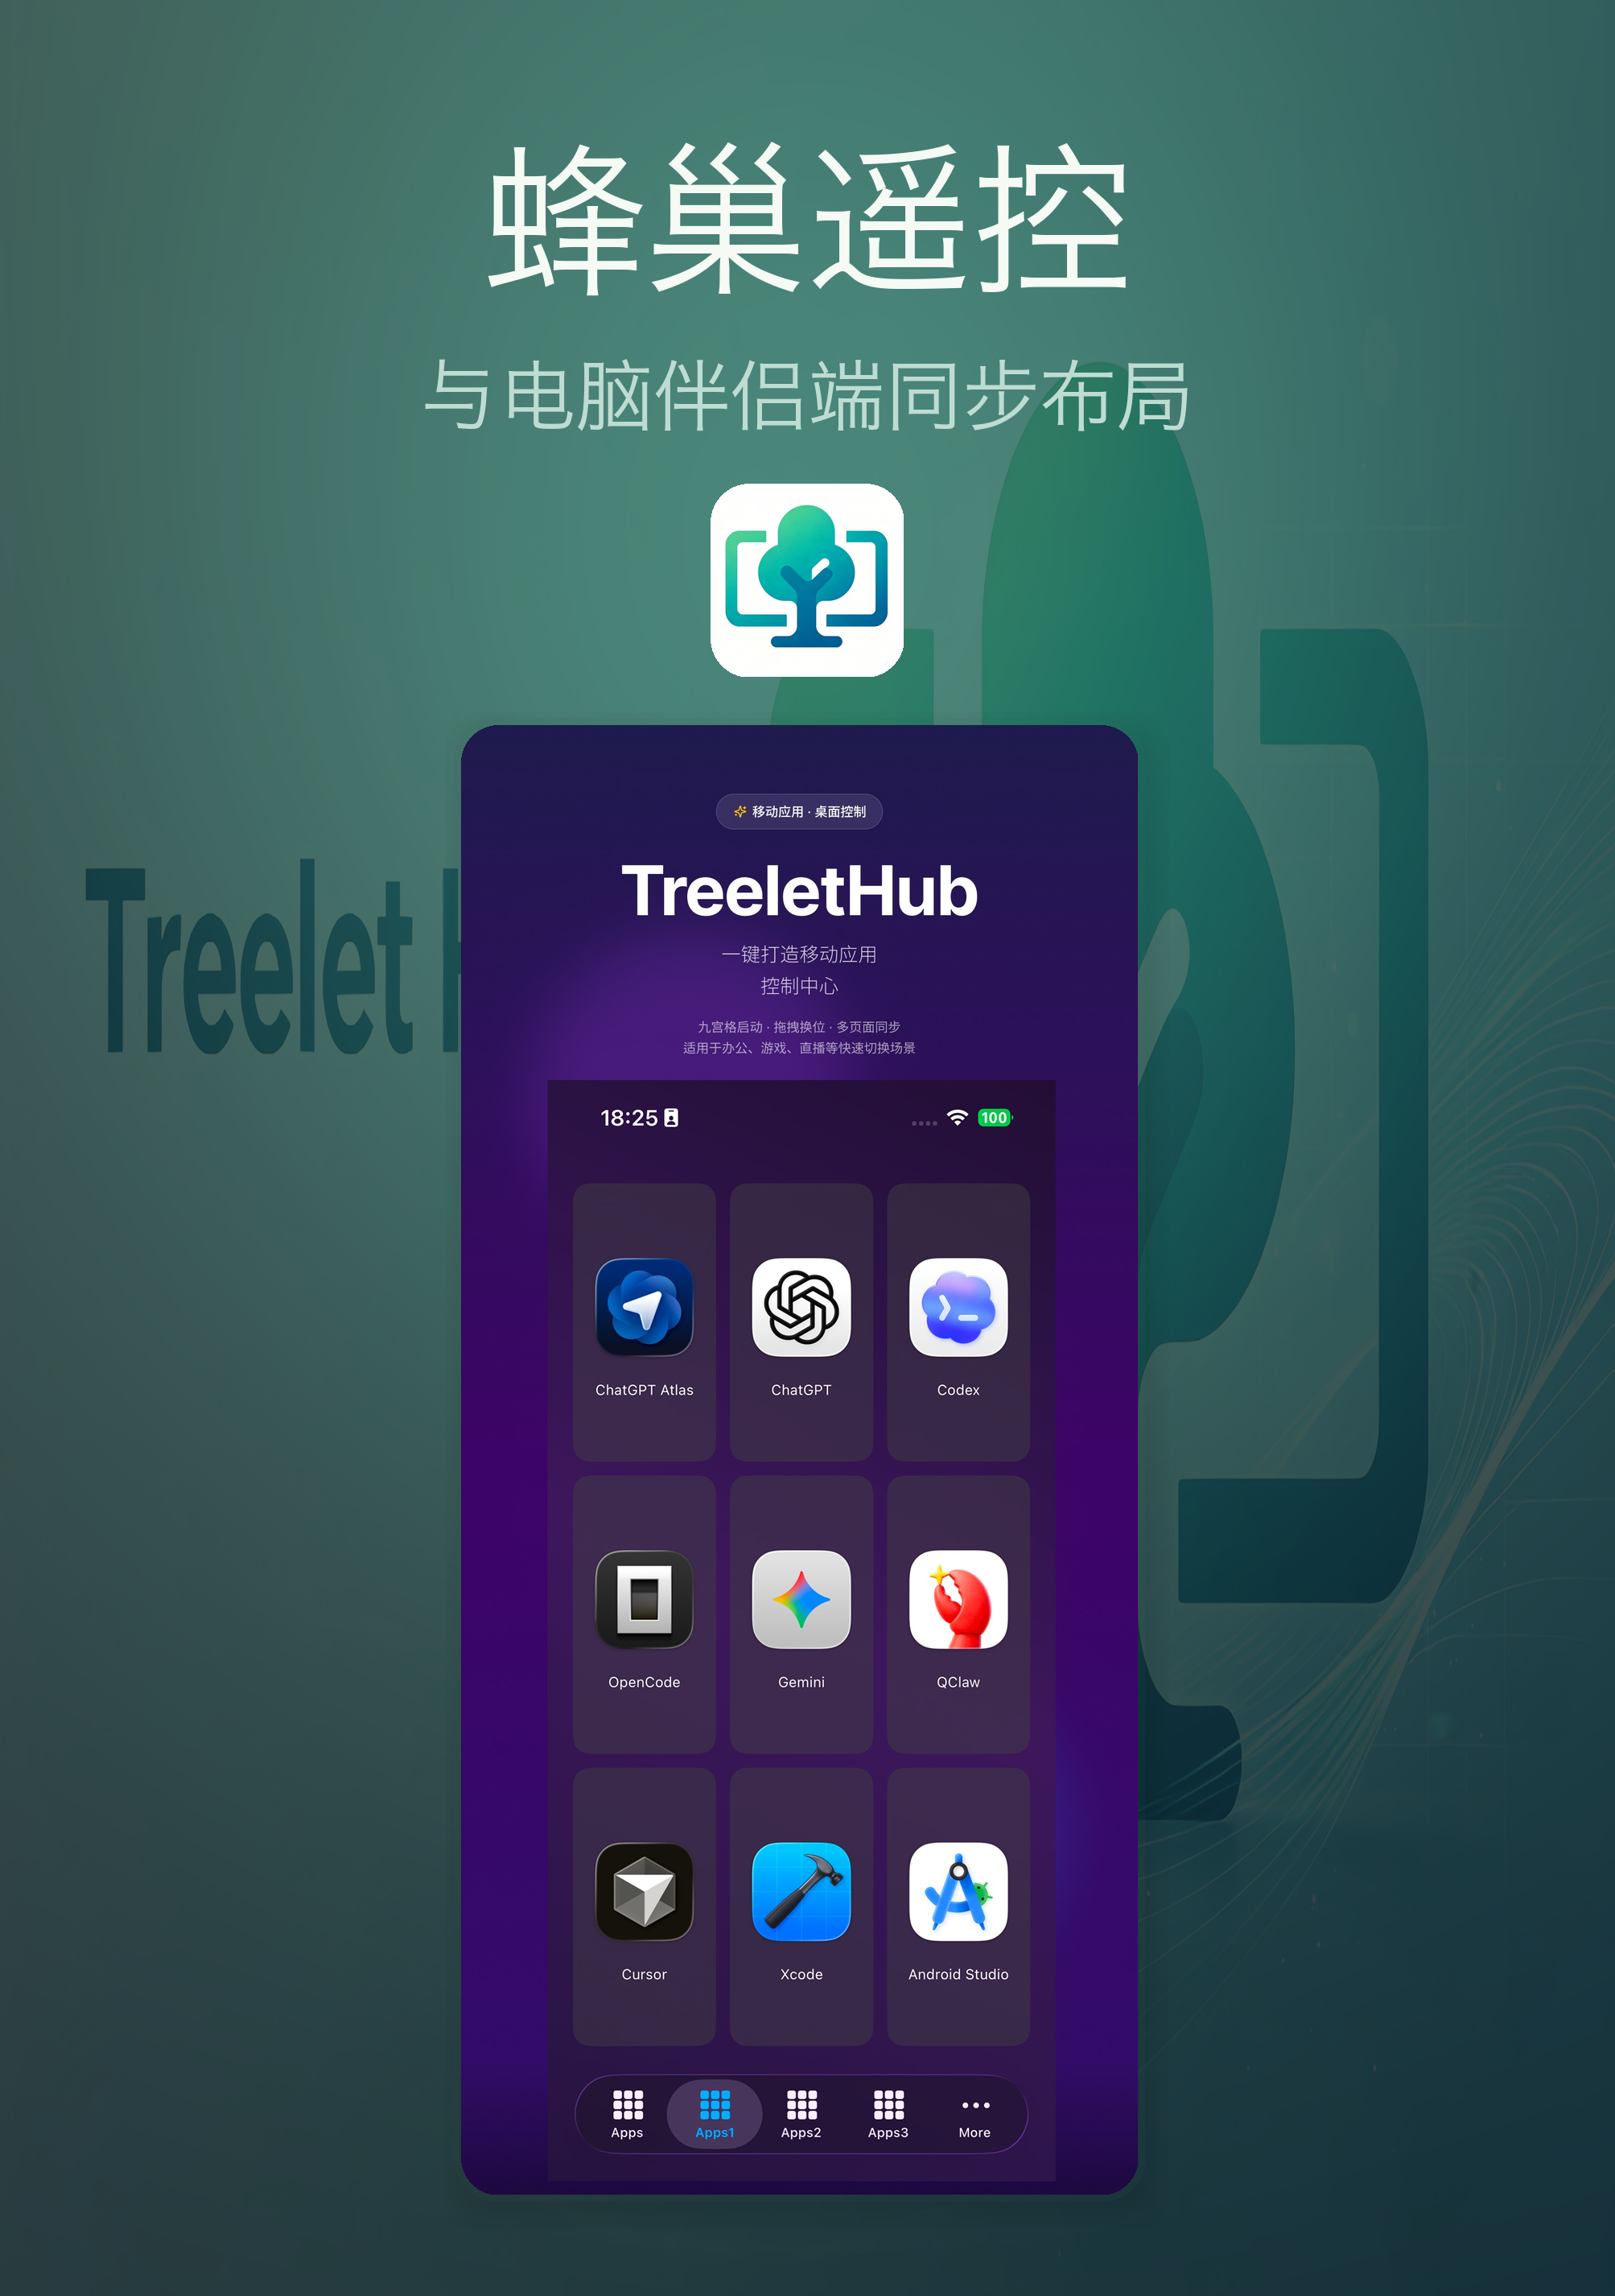 蜂巢遥控
与电脑伴侣端同步布局
Treelet
移动应用 · 桌面控制
TreeletHub
一键打造移动应用
控制中心
九宫格启动 · 拖拽换位 · 多页面同步
适用于办公、游戏、直播等快速切换场景
18:25
100
ChatGPT Atlas
ChatGPT
Codex
OpenCode
Gemini
QClaw
Cursor
Xcode
Android Studio
Apps
Apps1
Apps2
Apps3
More